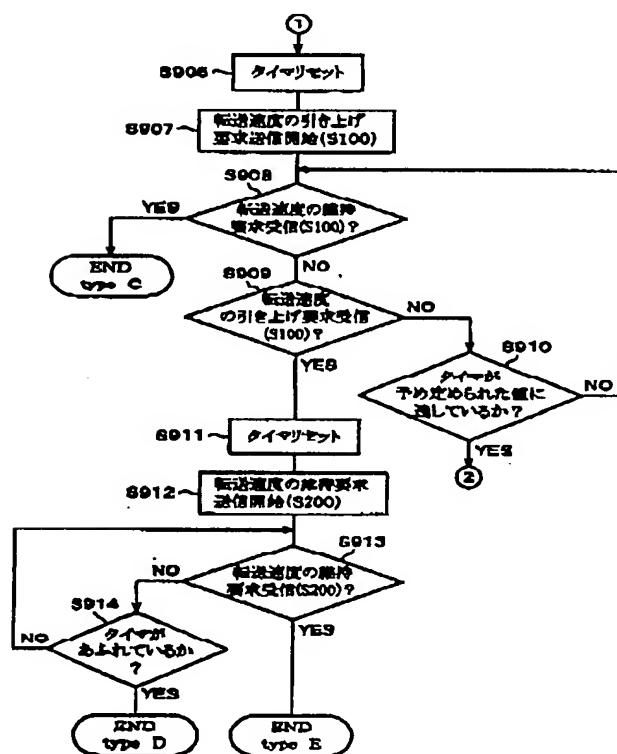 1
S906
タイマリセット
S907
転送速度の引き上げ
要求送信開始(S100)
S908
転送速度の維持
要求受信(S100)?
YES
NO
END
type C
S909
転送速度
の引き上げ要求受信
(S100)?
NO
YES
S910
タイマが
予め定められた値に
達しているか?
NO
YES
2
S911
タイマリセット
S912
転送速度の維持要求
送信開始(S200)
S913
転送速度の維持
要求受信(S200)?
NO
YES
S914
タイマが
あふれているか
?
NO
YES
END
type D
END
type E